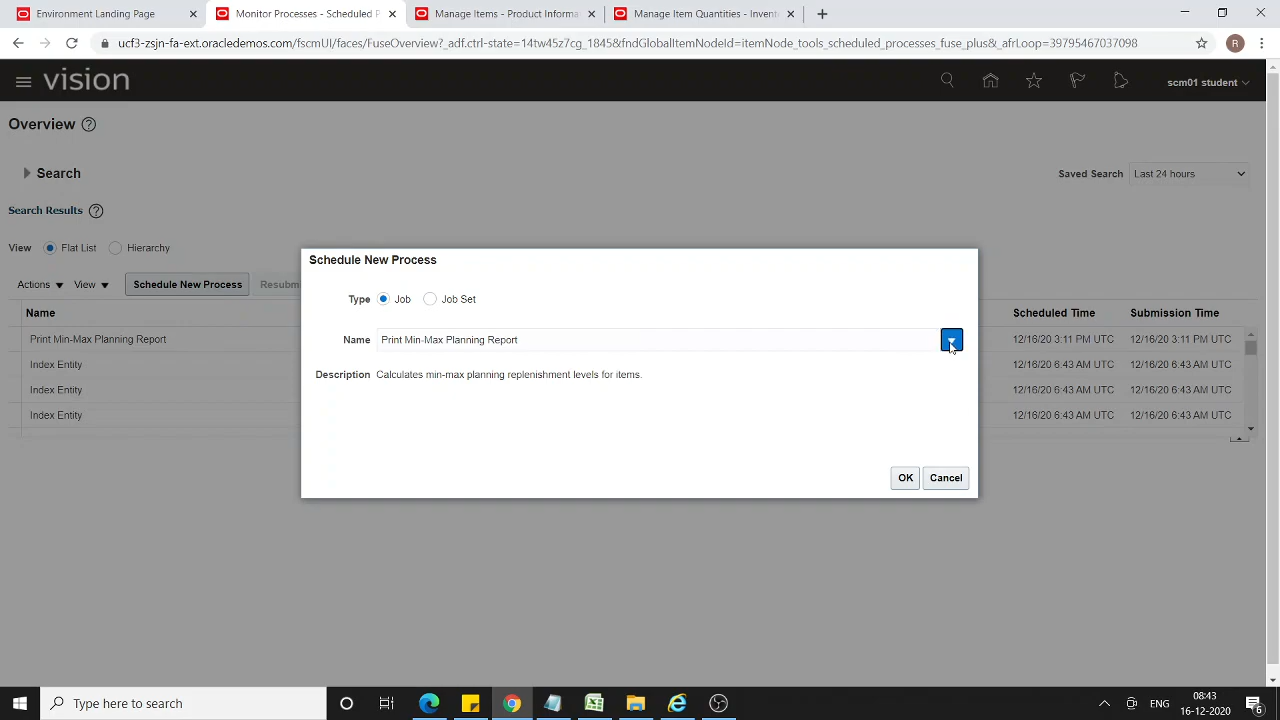 Environment Landing Page
Monitor Processes - Scheduled P
Manage Items - Product Informa
Manage Item Quantities - Invent
ucf3-zsjn-fa-ext.oracledemos.com/fscmUI/faces/FuseOverview?_adf.ctrl-state=14tw45z7cg_1845&fndGlobalItemNodeId=itemNode_tools_scheduled_processes_fuse_plus&_afrLoop=39795467037098
R
vision
scm01 student
Overview ?
Search
Saved Search Last 24 hours
Search Results ?
View Flat List Hierarchy
Actions View Schedule New Process Resubm
Name Scheduled Time Submission Time
Print Min-Max Planning Report 12/16/20 3:11 PM UTC 12/16/20 3:11 PM UTC
Index Entity 12/16/20 6:43 AM UTC 12/16/20 6:43 AM UTC
Index Entity 12/16/20 6:43 AM UTC 12/16/20 6:43 AM UTC
Index Entity 12/16/20 6:43 AM UTC 12/16/20 6:43 AM UTC
Schedule New Process
Type Job Job Set
Name Print Min-Max Planning Report
Description Calculates min-max planning replenishment levels for items.
OK Cancel
Type here to search
ENG
08:43
16-12-2020
6